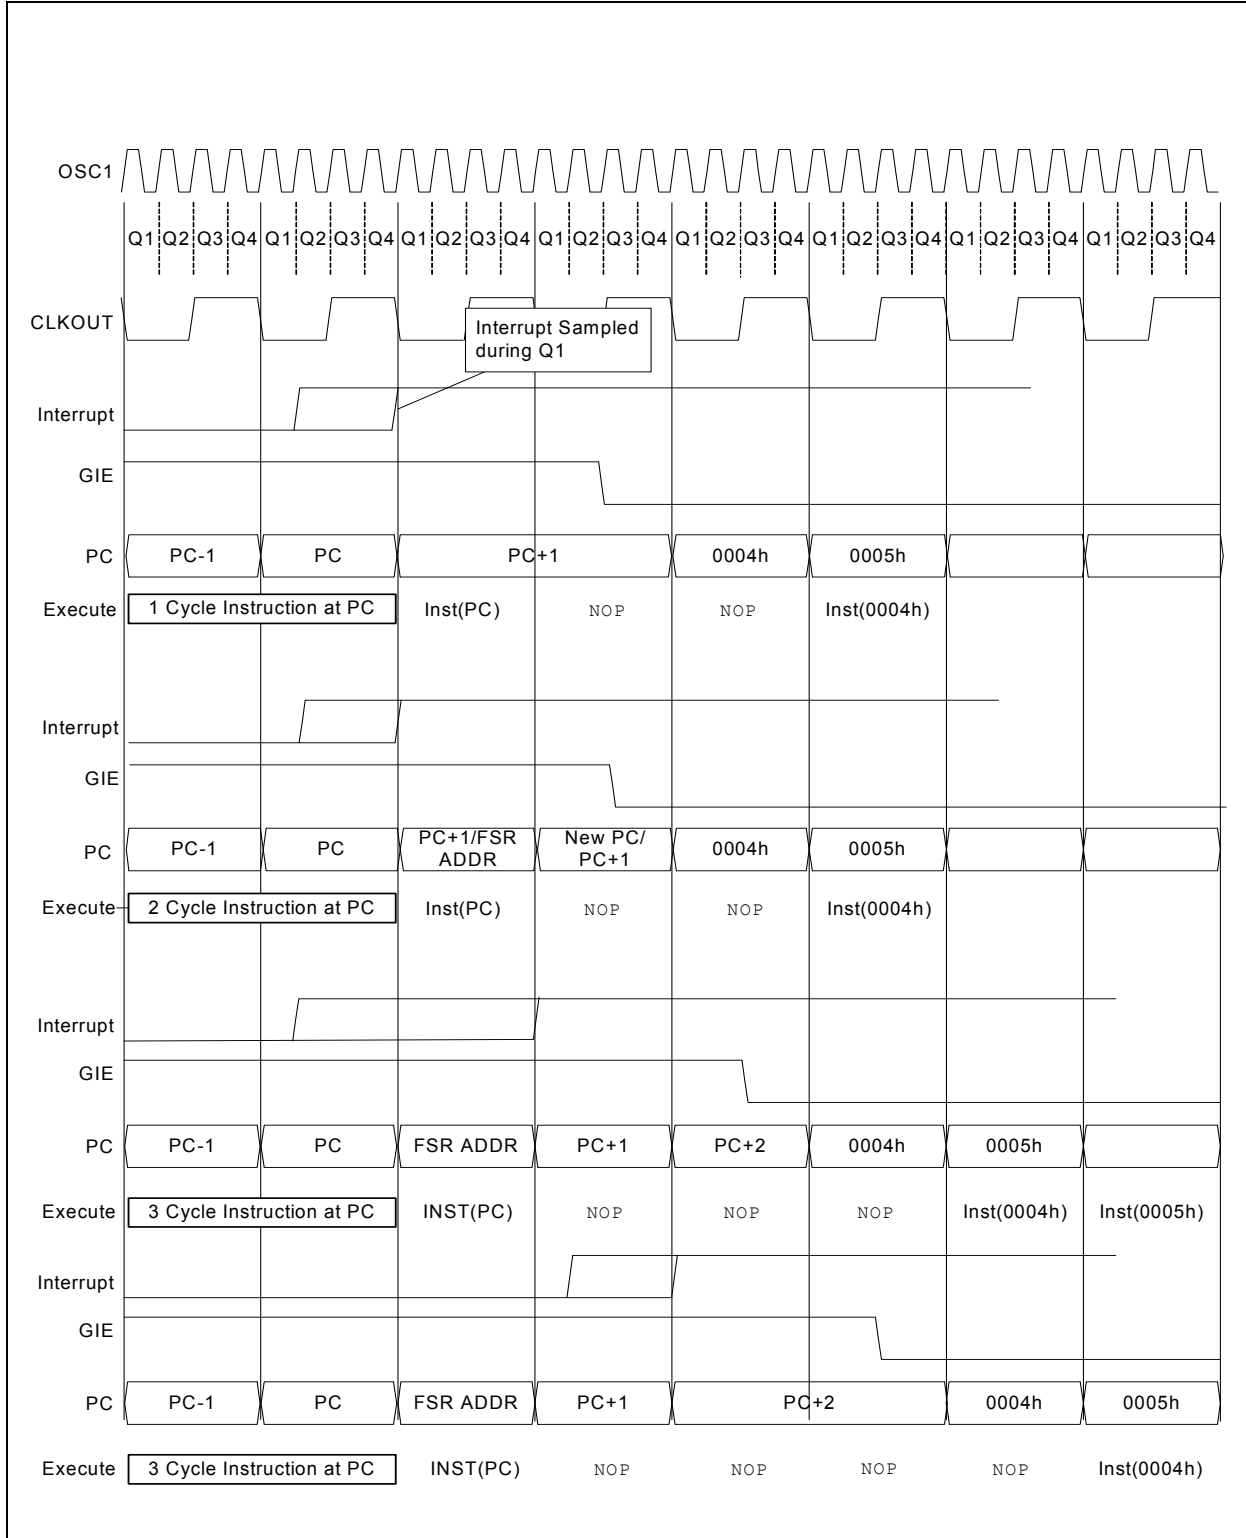 OSC1
Q1 Q2 Q3 Q4 Q1 Q2 Q3 Q4 Q1 Q2 Q3 Q4 Q1 Q2 Q3 Q4 Q1 Q2 Q3 Q4 Q1 Q2 Q3 Q4 Q1 Q2 Q3 Q4 Q1 Q2 Q3 Q4
CLKOUT
Interrupt Sampled
during Q1
Interrupt
GIE
PC PC-1 PC PC+1 0004h 0005h
Execute 1 Cycle Instruction at PC Inst(PC) NOP NOP Inst(0004h)
Interrupt
GIE
PC PC-1 PC PC+1/FSR ADDR New PC/ PC+1 0004h 0005h
Execute 2 Cycle Instruction at PC Inst(PC) NOP NOP Inst(0004h)
Interrupt
GIE
PC PC-1 PC FSR ADDR PC+1 PC+2 0004h 0005h
Execute 3 Cycle Instruction at PC INST(PC) NOP NOP NOP Inst(0004h) Inst(0005h)
Interrupt
GIE
PC PC-1 PC FSR ADDR PC+1 PC+2 0004h 0005h
Execute 3 Cycle Instruction at PC INST(PC) NOP NOP NOP NOP Inst(0004h)